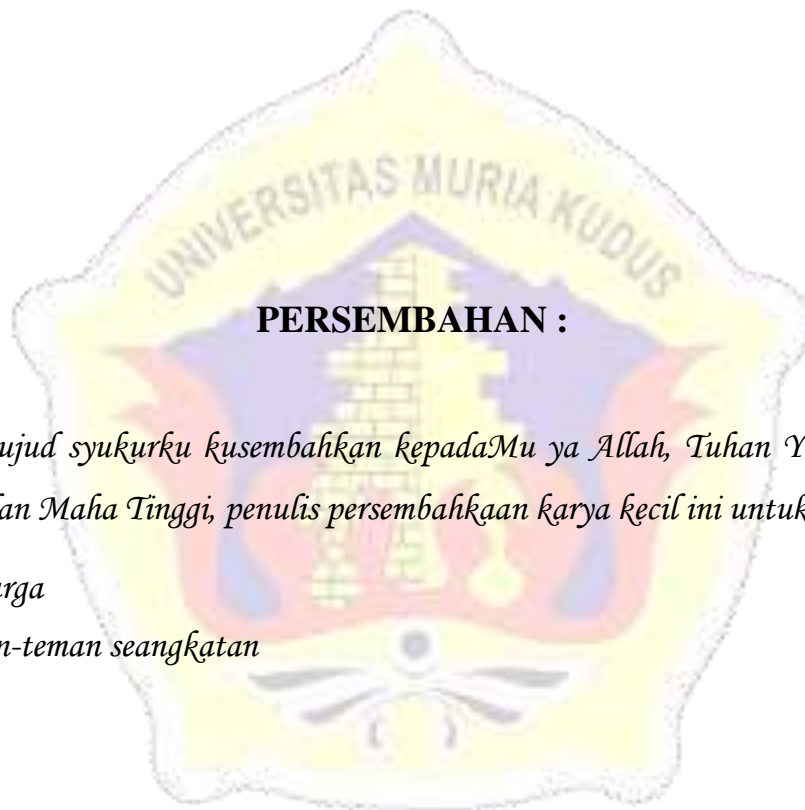 UNIVERSITAS MURIA KUDUS
PERSEMBAHAN :
ujud syukurku kusembahkan kepadaMu ya Allah, Tuhan Y
an Maha Tinggi, penulis persembahkaan karya kecil ini untuk
arga
n-teman seangkatan